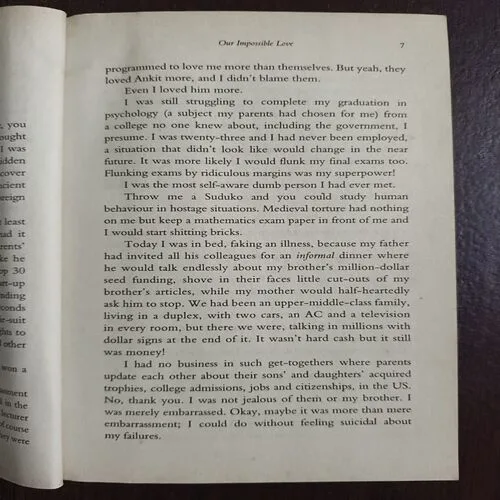 Our Impossible Love 7
programmed to love me more than themselves. But yeah, they
loved Ankit more, and I didn't blame them.
Even I loved him more.
I was still struggling to complete my graduation in
psychology (a subject my parents had chosen for me) from
a college no one knew about, including the government, I
presume. I was twenty-three and I had never been employed,
a situation that didn't look like would change in the near
future. It was more likely I would flunk my final exams too.
Flunking exams by ridiculous margins was my superpower!
I was the most self-aware dumb person I had ever met.
Throw me a Suduko and you could study human
behaviour in hostage situations. Medieval torture had nothing
on me but keep a mathematics exam paper in front of me and
I would start shitting bricks.
Today I was in bed, faking an illness, because my father
had invited all his colleagues for an informal dinner where
he would talk endlessly about my brother's million-dollar
seed funding, shove in their faces little cut-outs of my
brother's articles, while my mother would half-heartedly
ask him to stop. We had been an upper-middle-class family,
living in a duplex, with two cars, an AC and a television
in every room, but there we were, talking in millions with
dollar signs at the end of it. It wasn't hard cash but it still
was money!
I had no business in such get-togethers where parents
update each other about their sons' and daughters' acquired
trophies, college admissions, jobs and citizenships, in the US.
No, thank you. I was not jealous of them or my brother. I
was merely embarrassed. Okay, maybe it was more than mere
embarrassment; I could do without feeling suicidal about
my failures.